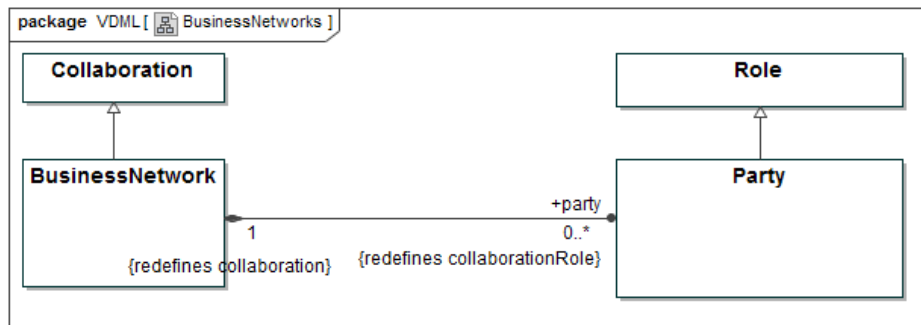 package VDML [ BusinessNetworks ]
Collaboration
Role
BusinessNetwork
Party
+party
1
0..*
{redefines collaboration}
{redefines collaborationRole}